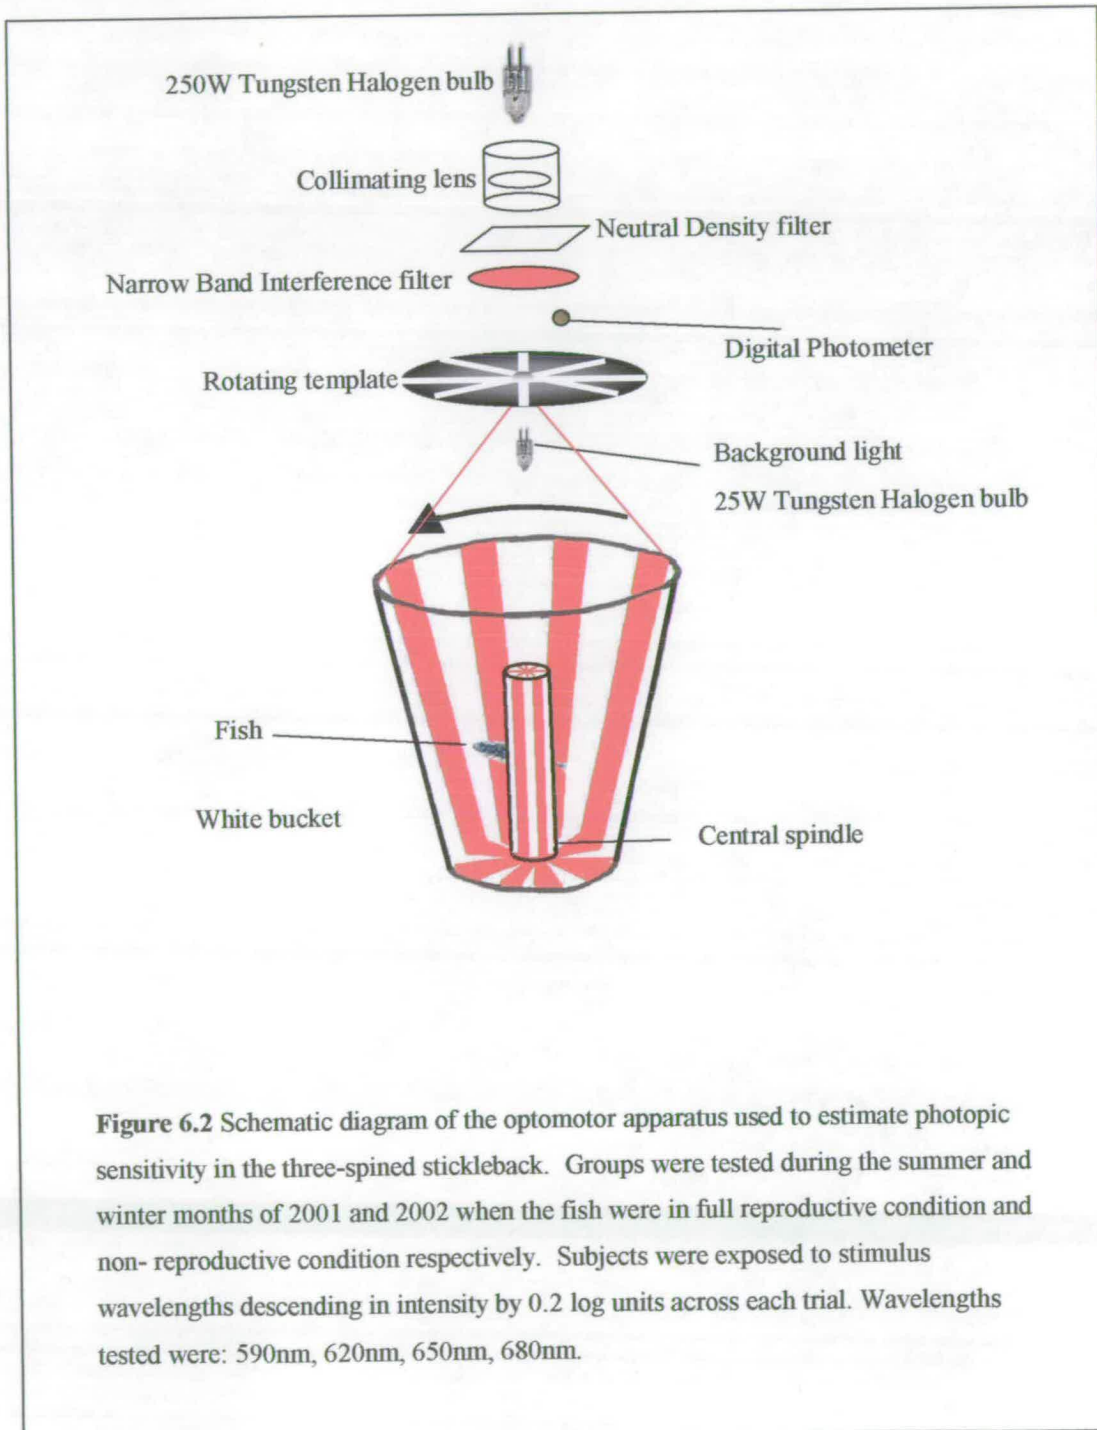 250W Tungsten Halogen bulb
Collimating lens
Neutral Density filter
Narrow Band Interference filter
Digital Photometer
Rotating template
Background light
25W Tungsten Halogen bulb
Fish
White bucket
Central spindle
Figure 6.2 Schematic diagram of the optomotor apparatus used to estimate photopic
sensitivity in the three-spined stickleback. Groups were tested during the summer and
winter months of 2001 and 2002 when the fish were in full reproductive condition and
non- reproductive condition respectively. Subjects were exposed to stimulus
wavelengths descending in intensity by 0.2 log units across each trial. Wavelengths
tested were: 590nm, 620nm, 650nm, 680nm.